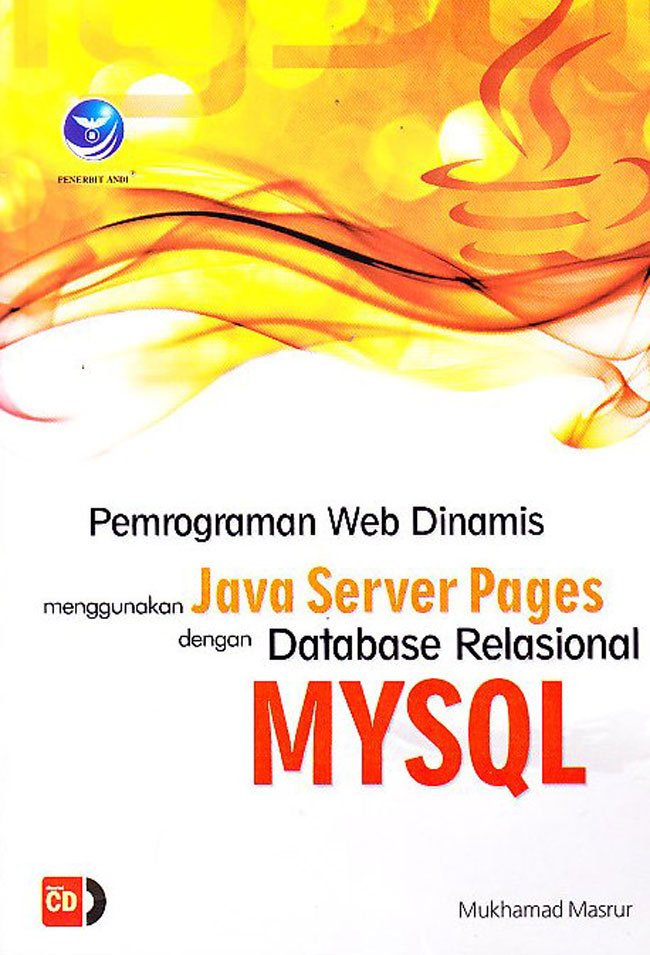 PENERBIT ANDI®
Pemrograman Web Dinamis
menggunakan Java Server Pages
dengan Database Relasional
MYSQL
CD
Mukhamad Masrur